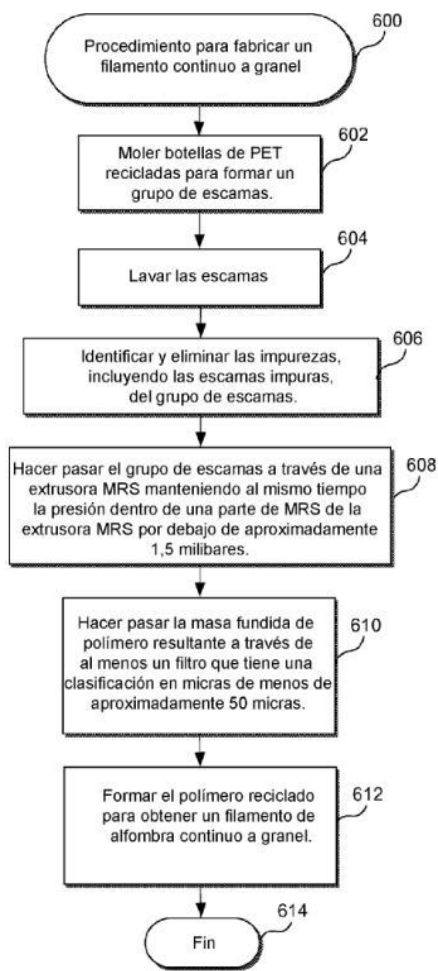 Procedimiento para fabricar un
filamento continuo a granel
600
Moler botellas de PET
recicladas para formar un
grupo de escamas.
602
Lavar las escamas
604
Identificar y eliminar las impurezas,
incluyendo las escamas impuras,
del grupo de escamas.
606
Hacer pasar el grupo de escamas a través de una
extrusora MRS manteniendo al mismo tiempo
la presión dentro de una parte de MRS de la
extrusora MRS por debajo de aproximadamente
1,5 milibares.
608
Hacer pasar la masa fundida de
polímero resultante a través de
al menos un filtro que tiene una
clasificación en micras de menos de
aproximadamente 50 micras.
610
Formar el polímero reciclado
para obtener un filamento de
alfombra continuo a granel.
612
Fin
614